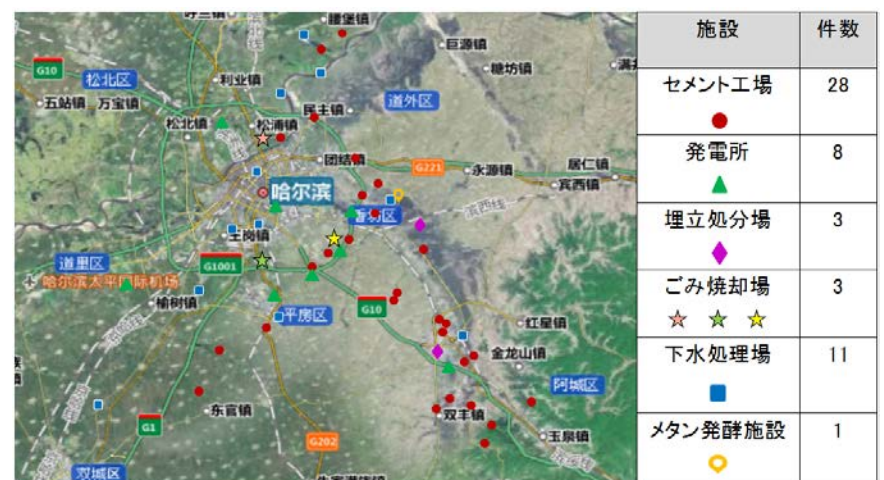 腰堡镇
巨源镇
糖坊镇
G10
松北区
利业镇
五站镇
万宝镇
道外区
民主镇
松北镇
松浦镇
团结镇
G221
永源镇
居仁镇
宾西镇
哈尔滨
香坊区
滨西线
王岗镇
道里区
G1001
哈尔滨太平国际机场
榆树镇
G10
平房区
红星镇
金龙山镇
阿城区
东官镇
双丰镇
G1
G202
玉泉镇
双城区
施設 件数
セメント工場 28
発電所 8
埋立処分場 3
ごみ焼却場 3
下水処理場 11
メタン発酵施設 1